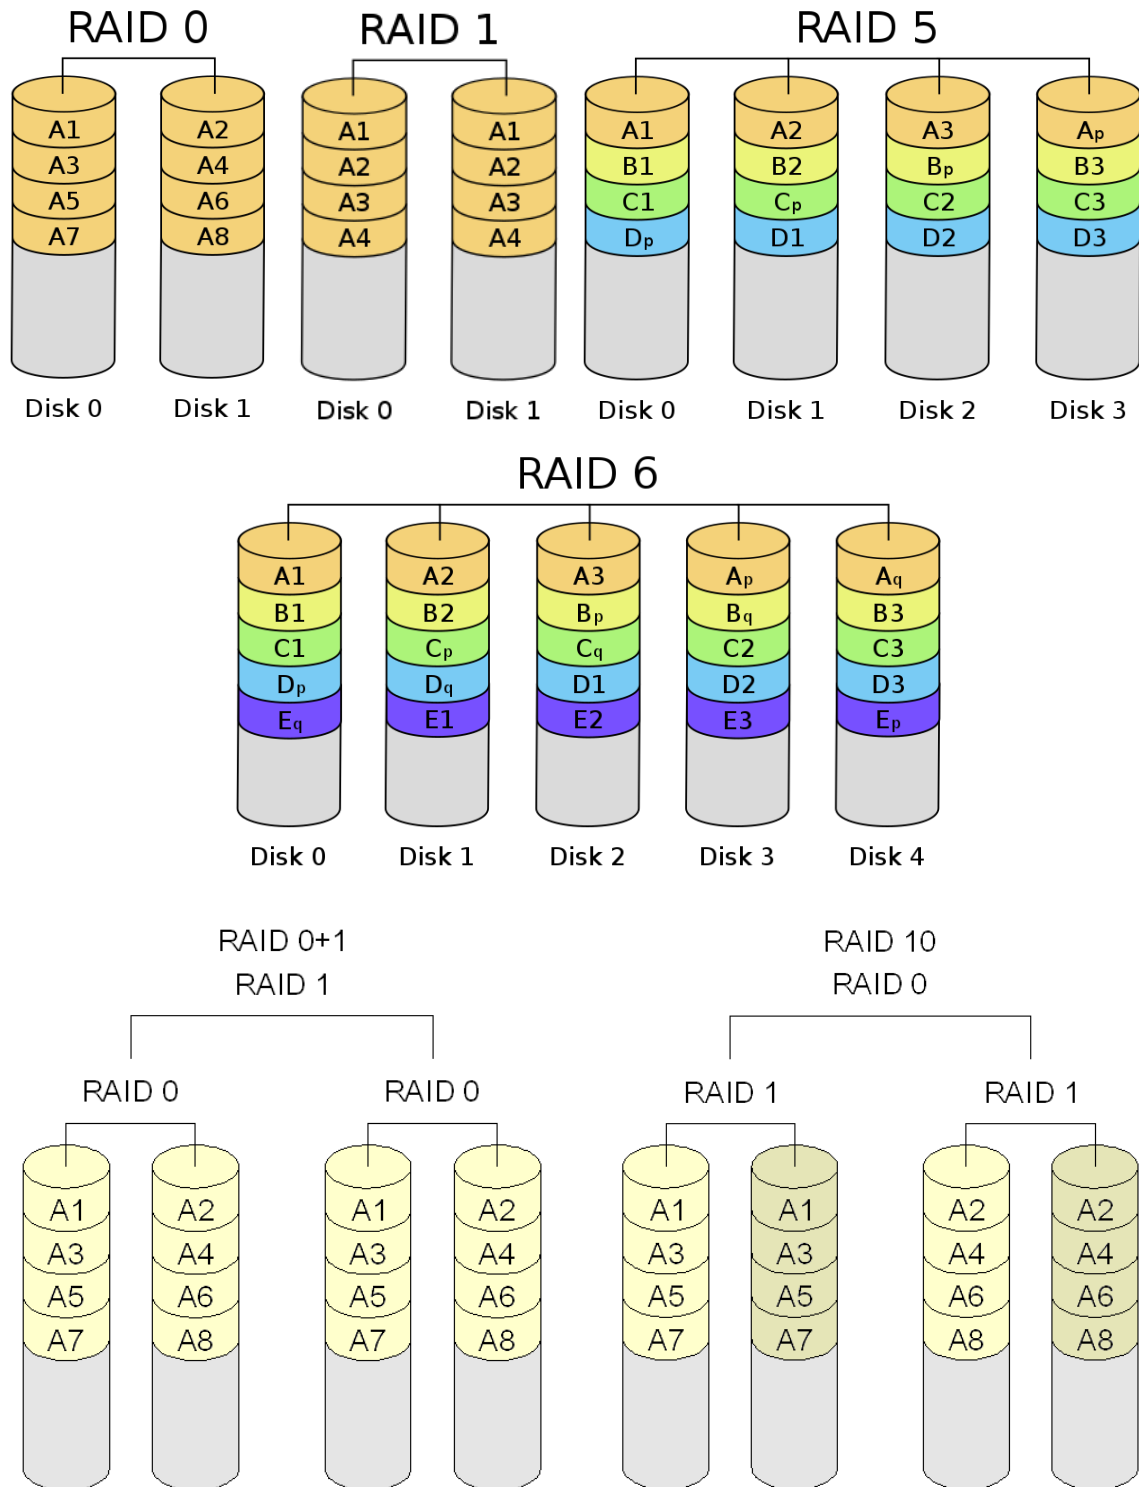 RAID 0 RAID 1 RAID 5
A1 A2 A1 A1 A1 A2 A3 Ap
A3 A4 A2 A2 B1 B2 Bp B3
A5 A6 A3 A3 C1 Cp C2 C3
A7 A8 A4 A4 Dp D1 D2 D3
Disk 0 Disk 1 Disk 0 Disk 1 Disk 0 Disk 1 Disk 2 Disk 3
RAID 6
A1 A2 A3 Ap Aq
B1 B2 Bp Bq B3
C1 Cp Cq C2 C3
Dp Dq D1 D2 D3
Eq E1 E2 E3 Ep
Disk 0 Disk 1 Disk 2 Disk 3 Disk 4
RAID 0+1 RAID 10
RAID 1 RAID 0
RAID 0 RAID 0 RAID 1 RAID 1
A1 A2 A1 A2 A1 A1 A2 A2
A3 A4 A3 A4 A3 A3 A4 A4
A5 A6 A5 A6 A5 A5 A6 A6
A7 A8 A7 A8 A7 A7 A8 A8